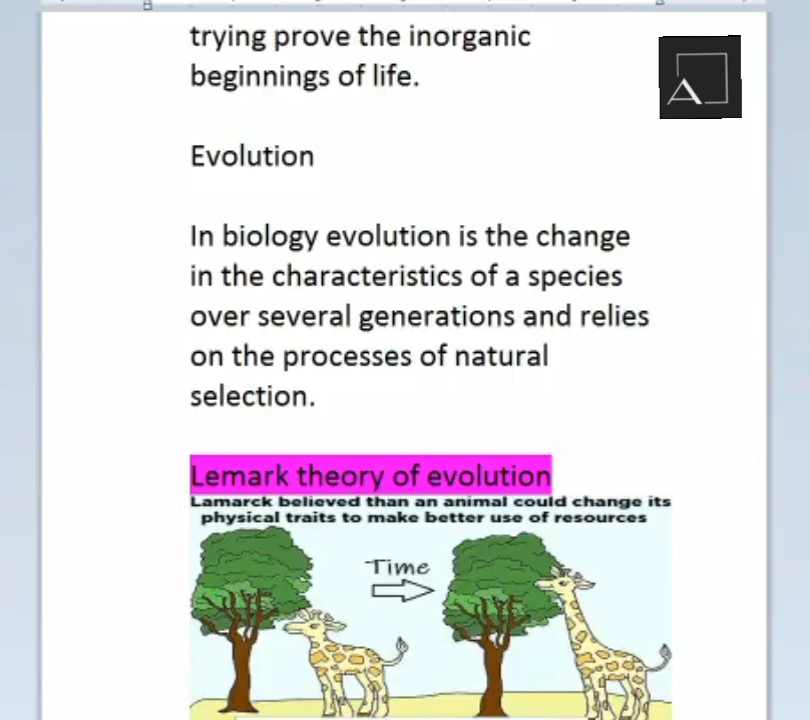 trying prove the inorganic
beginnings of life.
Evolution
In biology evolution is the change
in the characteristics of a species
over several generations and relies
on the processes of natural
selection.
Lemark theory of evolution
Lamarck believed than an animal could change its
physical traits to make better use of resources
Time
A